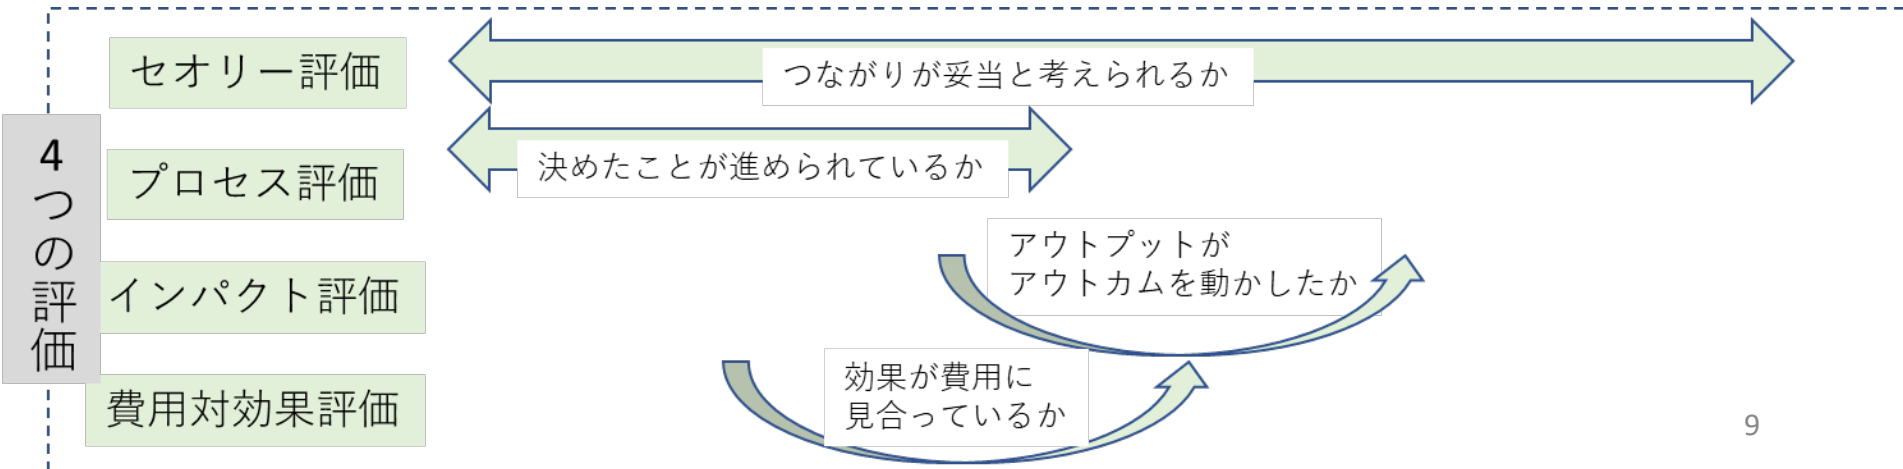 4つの評価
セオリー評価
つながりが妥当と考えられるか
プロセス評価
決めたことが進められているか
インパクト評価
アウトプットが
アウトカムを動かしたか
費用対効果評価
効果が費用に
見合っているか
9